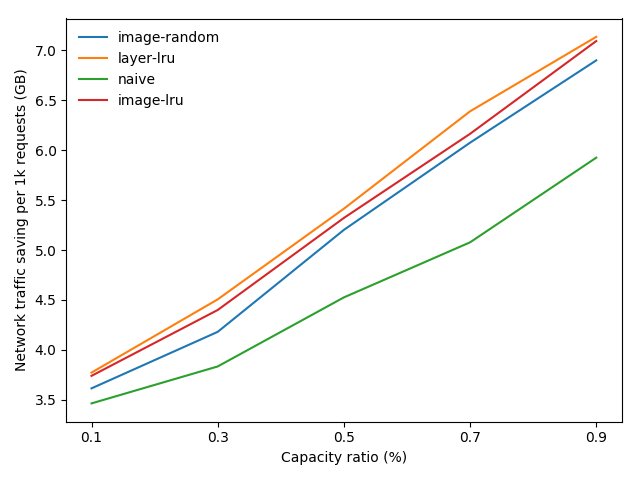 image-random
layer-lru
naive
image-lru
Network traffic saving per 1k requests (GB)
7.0
6.5
6.0
5.5
5.0
4.5
4.0
3.5
0.1 0.3 0.5 0.7 0.9
Capacity ratio (%)